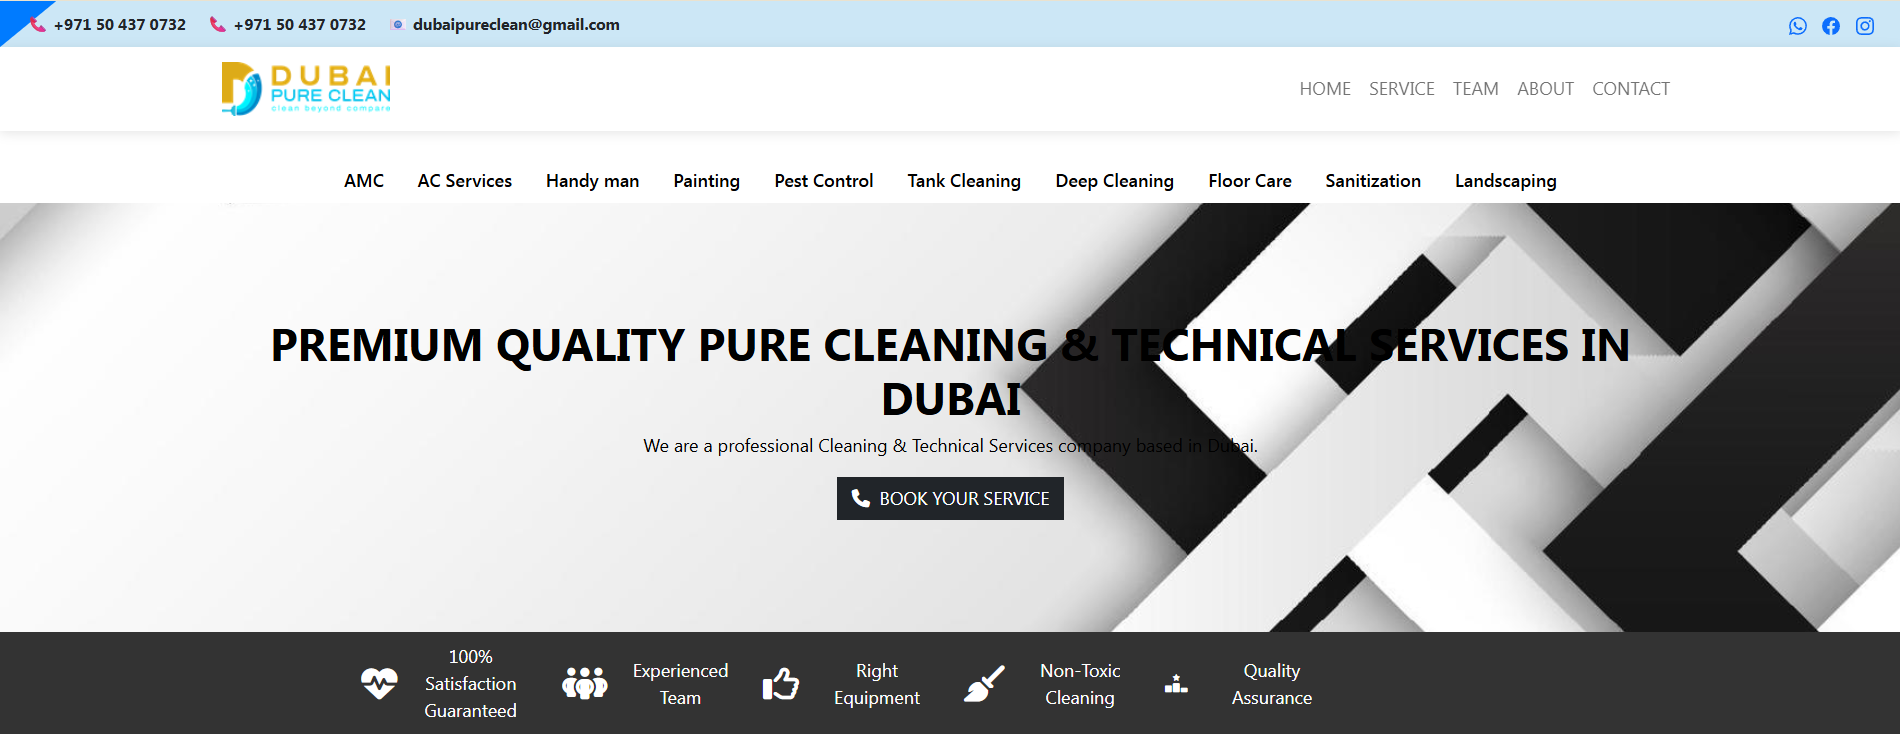 +971 50 437 0732 +971 50 437 0732 dubaipureclean@gmail.com
DUBAI
PURE CLEAN
clean beyond compare
HOME SERVICE TEAM ABOUT CONTACT
AMC AC Services Handy man Painting Pest Control Tank Cleaning Deep Cleaning Floor Care Sanitization Landscaping
PREMIUM QUALITY PURE CLEANING & TECHNICAL SERVICES IN
DUBAI
We are a professional Cleaning & Technical Services company based in Dubai.
BOOK YOUR SERVICE
100%
Satisfaction
Guaranteed
Experienced
Team
Right
Equipment
Non-Toxic
Cleaning
Quality
Assurance